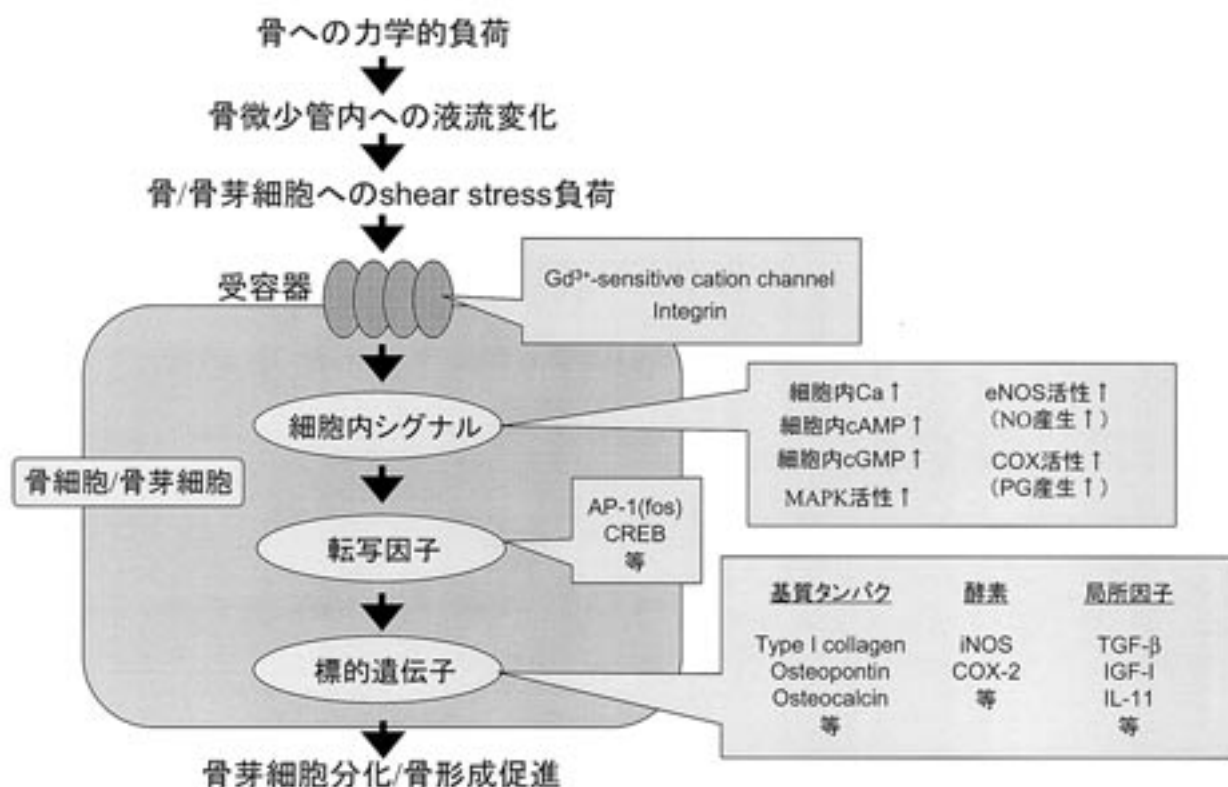 骨への力学的負荷
骨微少管内への液流変化
骨/骨芽細胞へのshear stress負荷
受容器
Gd³⁺-sensitive cation channel
Integrin
細胞内シグナル
細胞内Ca↑
細胞内cAMP↑
細胞内cGMP↑
MAPK活性↑
eNOS活性↑
(NO産生↑)
COX活性↑
(PG産生↑)
骨細胞/骨芽細胞
転写因子
AP-1(fos)
CREB
等
標的遺伝子
基質タンパク
Type I collagen
Osteopontin
Osteocalcin
等
酵素
iNOS
COX-2
等
局所因子
TGF-β
IGF-I
IL-11
等
骨芽細胞分化/骨形成促進